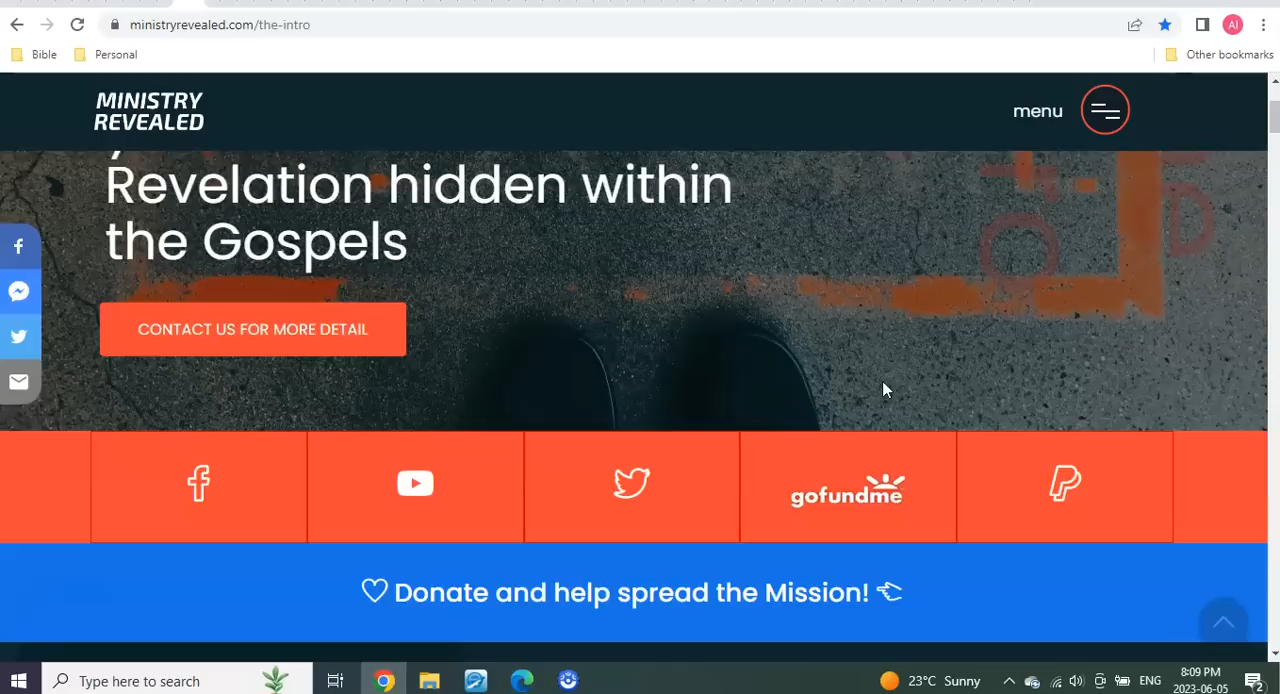 ministryrevealed.com/the-intro
AI
Bible
Personal
Other bookmarks
MINISTRY
REVEALED
menu
Revelation hidden within
the Gospels
CONTACT US FOR MORE DETAIL
gofundme
Donate and help spread the Mission!
Type here to search
23°C Sunny
ENG
8:09 PM
2023-06-05
2